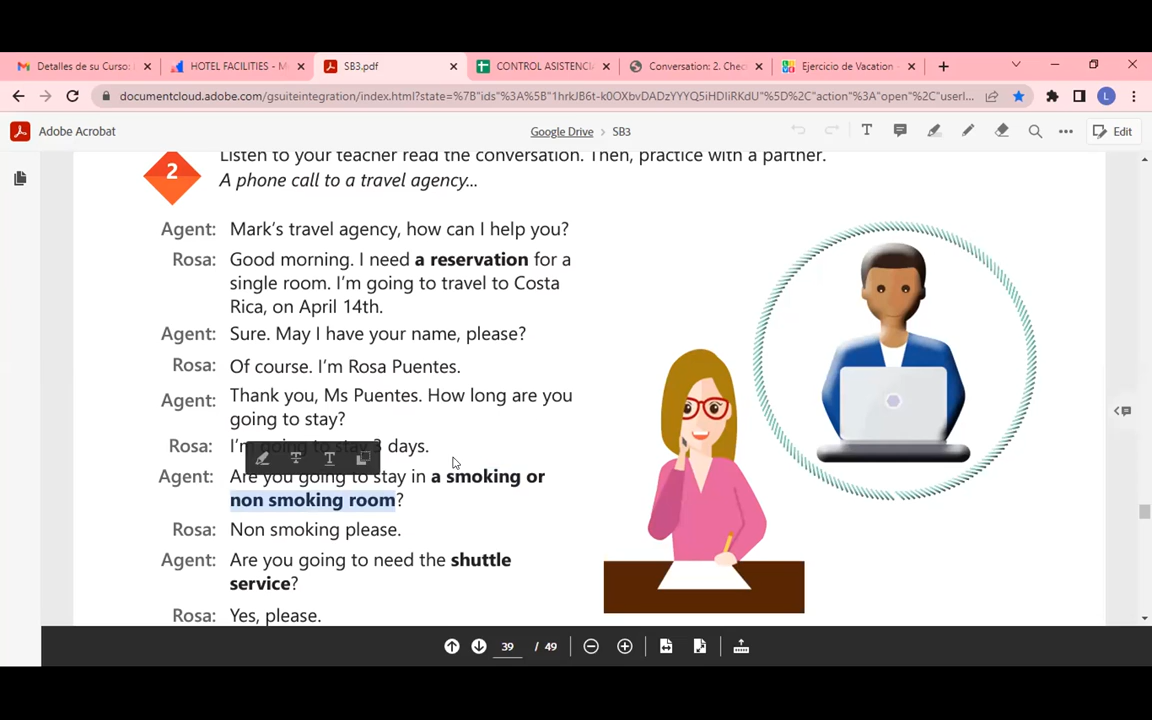 Detalles de su Curso:
HOTEL FACILITIES - M
SB3.pdf
CONTROL ASISTENCI
Conversation: 2. Chec
Ejercicio de Vacation - 
documentcloud.adobe.com/gsuiteintegration/index.html?state=%7B"ids"%3A%5B"1hrkJB6t-k0OXbvDADzYYYQ5iHDIiRKdU"%5D%2C"action"%3A"open"%2C"userI...
L
Adobe Acrobat
Google Drive > SB3
Edit
Listen to your teacher read the conversation. Then, practice with a partner.
2
A phone call to a travel agency...
Agent: Mark's travel agency, how can I help you?
Rosa: Good morning. I need a reservation for a
single room. I'm going to travel to Costa
Rica, on April 14th.
Agent: Sure. May I have your name, please?
Rosa: Of course. I'm Rosa Puentes.
Agent: Thank you, Ms Puentes. How long are you
going to stay?
Rosa: I'm going to stay 3 days.
Agent: Are you going to stay in a smoking or
non smoking room?
Rosa: Non smoking please.
Agent: Are you going to need the shuttle
service?
Rosa: Yes, please.
39 / 49